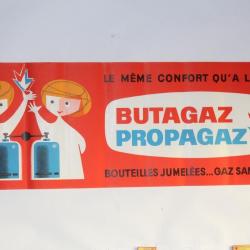 LE MÊME CONFORT QU'A L
BUTAGAZ
PROPAGAZ
BOUTEILLES JUMELÉES...GAZ SAN